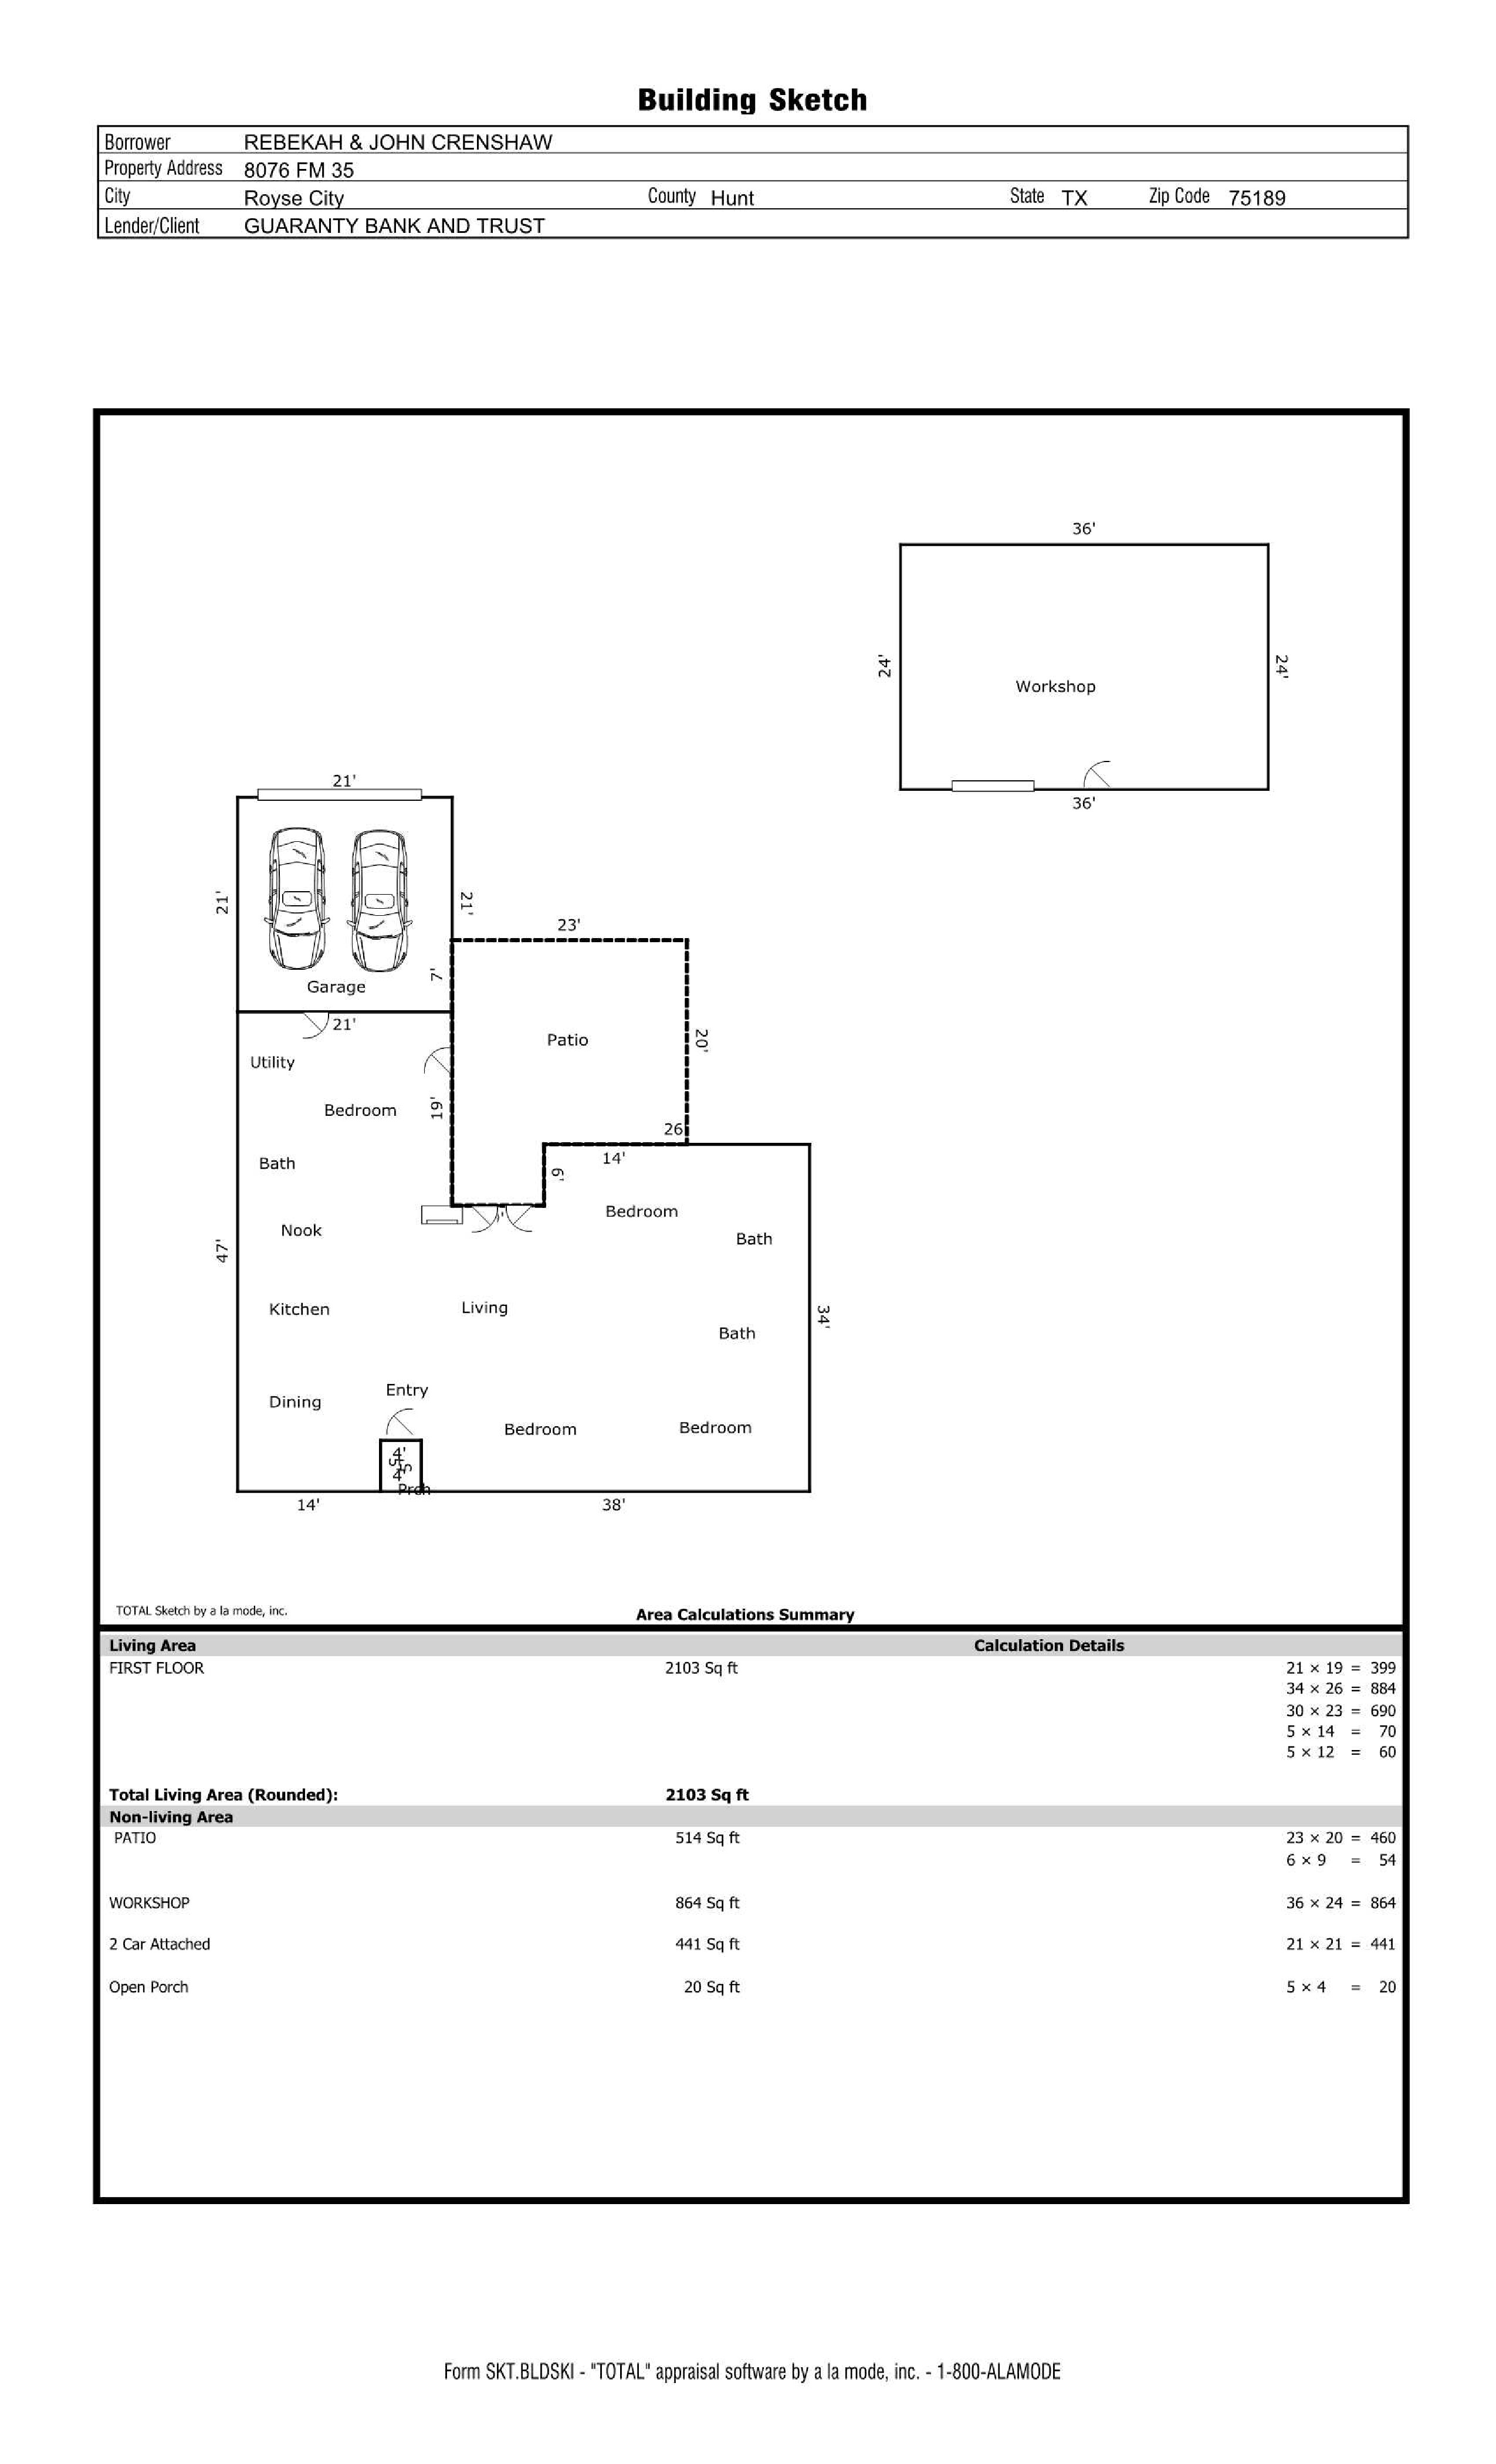 Building Sketch
Borrower REBEKAH & JOHN CRENSHAW
Property Address 8076 FM 35
City Royse City County Hunt State TX Zip Code 75189
Lender/Client GUARANTY BANK AND TRUST
36'
24'
24'
Workshop
36'
21'
21'
21'
23'
7'
Garage
21'
Patio
20'
Utility
Bedroom
19'
26
14'
Bath
6'
Bedroom
Nook
Bath
47'
Kitchen
Living
34'
Bath
Entry
Dining
Bedroom
Bedroom
4'
5'
5'
4'
Prch
14'
38'
TOTAL Sketch by a la mode, inc.
Area Calculations Summary
Living Area Calculation Details
FIRST FLOOR 2103 Sq ft 21 × 19 = 399
34 × 26 = 884
30 × 23 = 690
5 × 14 = 70
5 × 12 = 60
Total Living Area (Rounded): 2103 Sq ft
Non-living Area
PATIO 514 Sq ft 23 × 20 = 460
6 × 9 = 54
WORKSHOP 864 Sq ft 36 × 24 = 864
2 Car Attached 441 Sq ft 21 × 21 = 441
Open Porch 20 Sq ft 5 × 4 = 20
Form SKT.BLDSKI - "TOTAL" appraisal software by a la mode, inc. - 1-800-ALAMODE